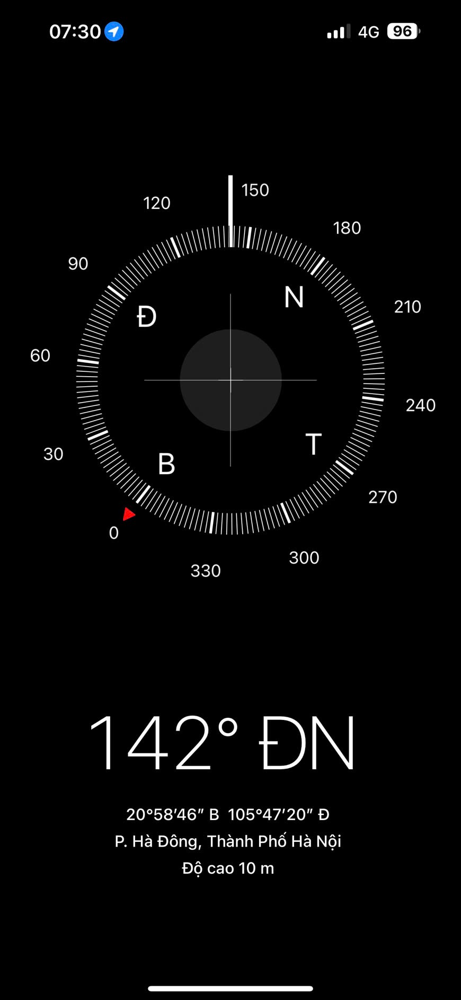 07:30 4G 96
150
120
180
90
N
210
Đ
60
240
T
30
B
270
0
300
330
142° ĐN
20°58’46” B 105°47’20” Đ
P. Hà Đông, Thành Phố Hà Nội
Độ cao 10 m